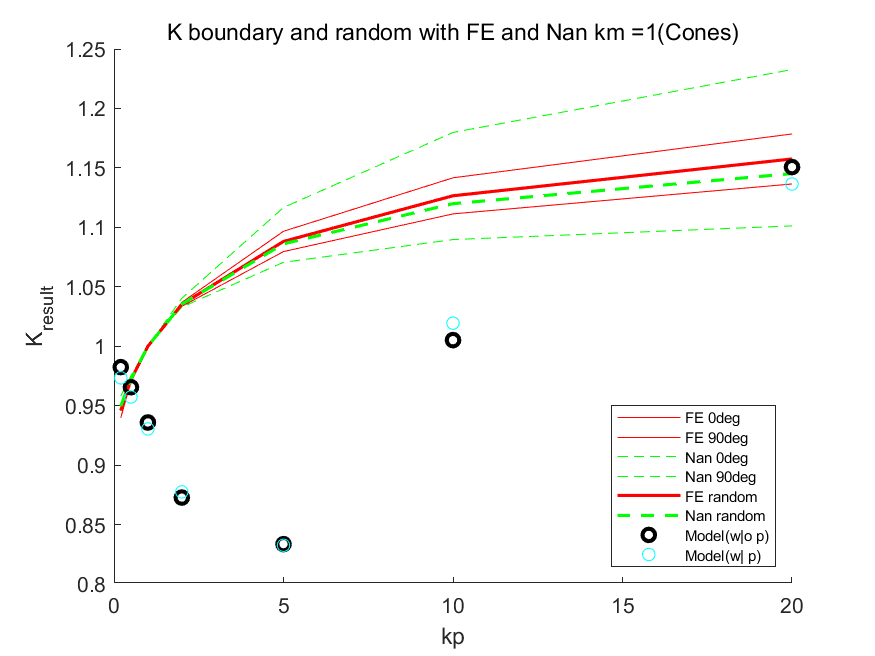 K boundary and random with FE and Nan km =1(Cones)
1.25
1.2
1.15
1.1
1.05
1
0.95
0.9
0.85
0.8
K_result
0 5 10 15 20
kp
FE 0deg
FE 90deg
Nan 0deg
Nan 90deg
FE random
Nan random
Model(w|o p)
Model(w| p)